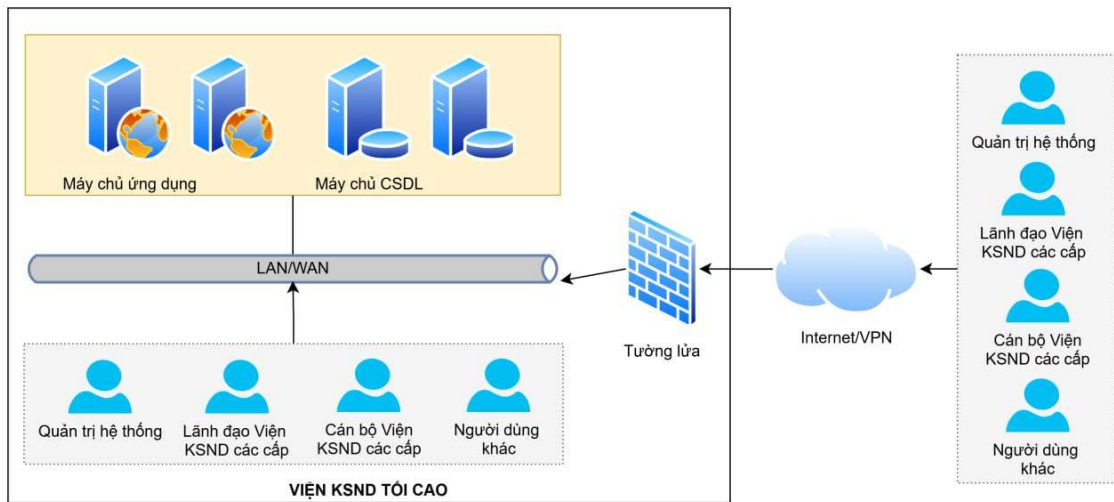 Máy chủ ứng dụng
Máy chủ CSDL
LAN/WAN
Quản trị hệ thống
Lãnh đạo Viện
KSND các cấp
Cán bộ Viện
KSND các cấp
Người dùng
khác
VIỆN KSND TỐI CAO
Tường lửa
Internet/VPN
Quản trị hệ thống
Lãnh đạo Viện
KSND các cấp
Cán bộ Viện
KSND các cấp
Người dùng
khác